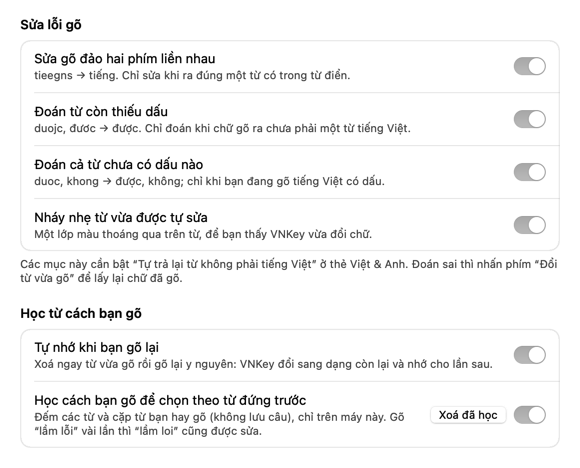 Sửa lỗi gõ
Sửa gõ đảo hai phím liền nhau
tieegns → tiếng. Chỉ sửa khi ra đúng một từ có trong từ điển.
Đoán từ còn thiếu dấu
duojc, đươc → được. Chỉ đoán khi chữ gõ ra chưa phải một từ tiếng Việt.
Đoán cả từ chưa có dấu nào
duoc, khong → được, không; chỉ khi bạn đang gõ tiếng Việt có dấu.
Nháy nhẹ từ vừa được tự sửa
Một lớp màu thoáng qua trên từ, để bạn thấy VNKey vừa đổi chữ.
Các mục này cần bật “Tự trả lại từ không phải tiếng Việt” ở thẻ Việt & Anh. Đoán sai thì nhấn phím “Đổi
từ vừa gõ” để lấy lại chữ đã gõ.
Học từ cách bạn gõ
Tự nhớ khi bạn gõ lại
Xoá ngay từ vừa gõ rồi gõ lại y nguyên: VNKey đổi sang dạng còn lại và nhớ cho lần sau.
Học cách bạn gõ để chọn theo từ đứng trước
Đếm các từ và cặp từ bạn hay gõ (không lưu câu), chỉ trên máy này. Gõ
“lầm lỗi” vài lần thì “lầm loi” cũng được sửa.
Xoá đã học